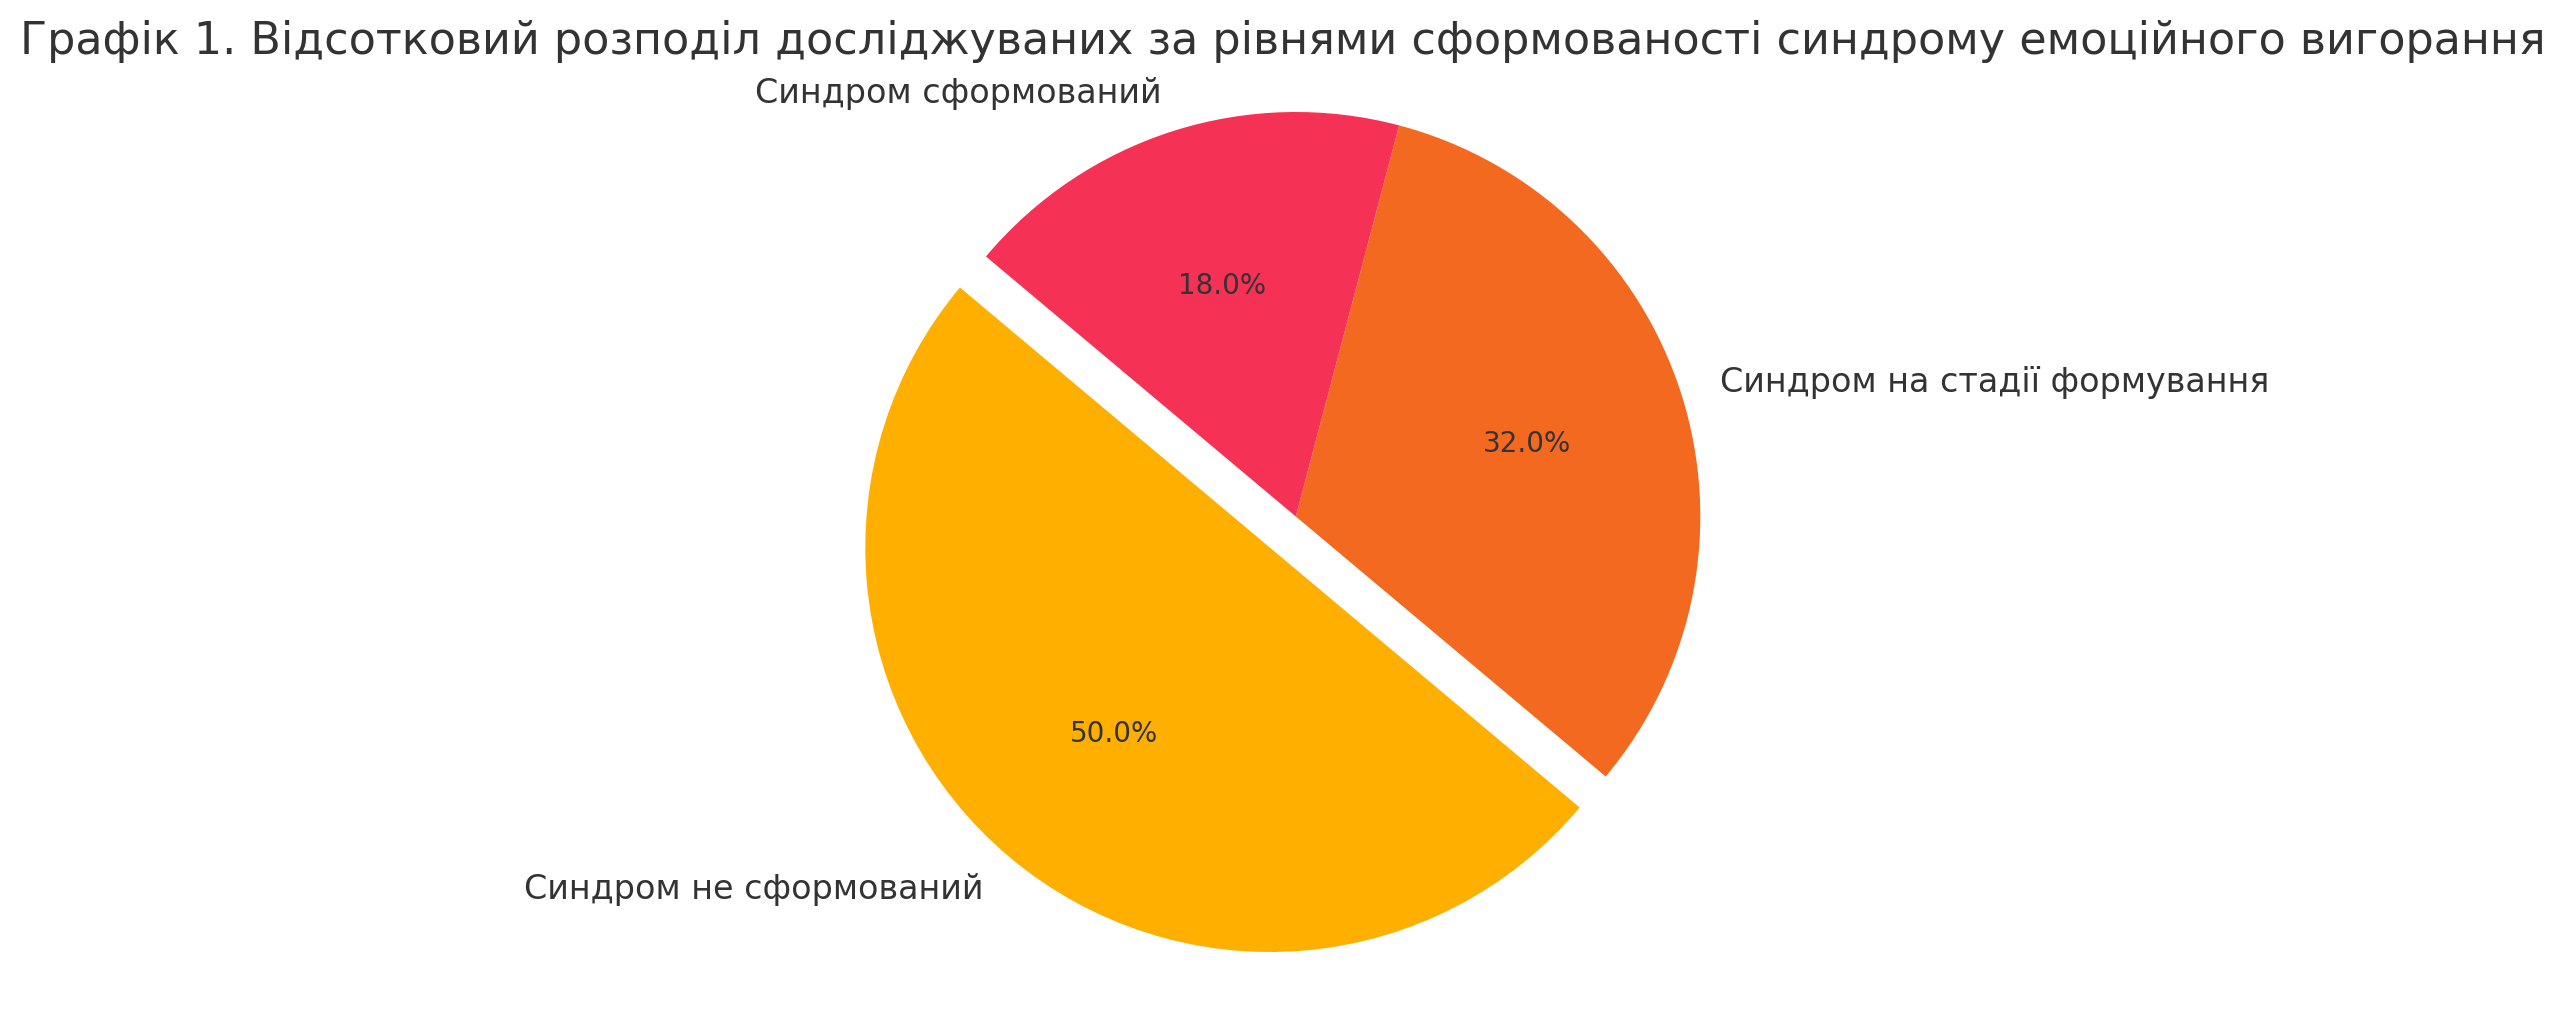 Графік 1. Відсотковий розподіл досліджуваних за рівнями сформованості синдрому емоційного вигорання
Синдром сформований
18.0%
Синдром на стадії формування
32.0%
50.0%
Синдром не сформований